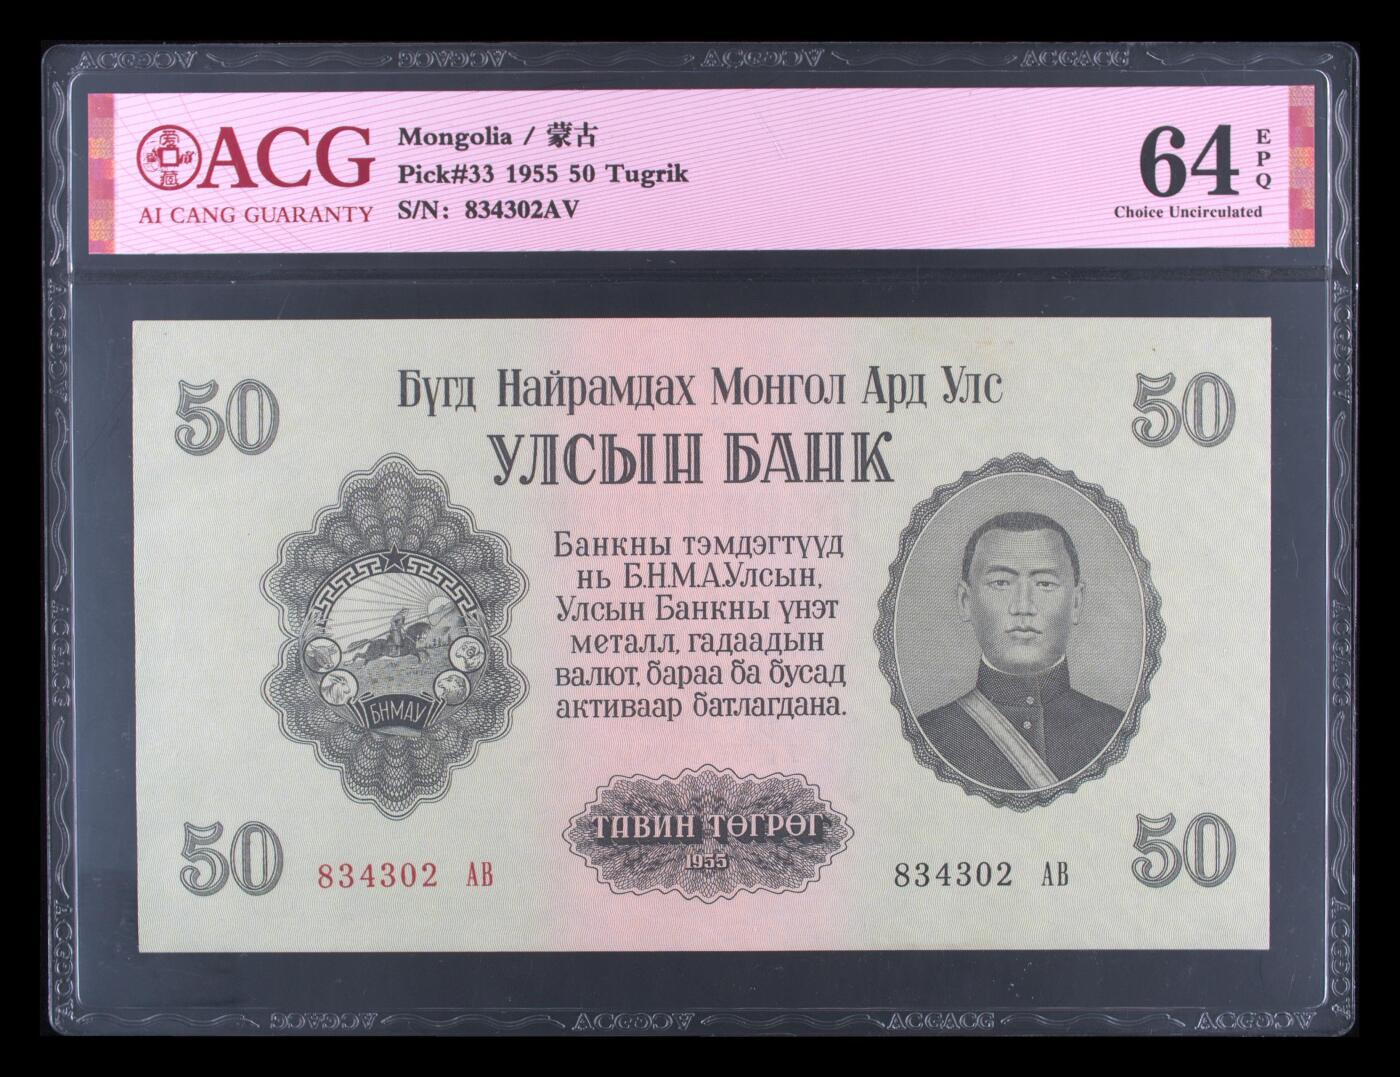 ACG
AI CANG GUARANTY
Mongolia / 蒙古
Pick#33 1955 50 Tugrik
S/N: 834302AV
64
EPQ
Choice Uncirculated
Бүгд Найрамдах Монгол Ард Улс
УЛСЫН БАНК
50
50
Банкны тэмдэгтүүд
нь Б.Н.М.А.Улсын,
Улсын Банкны үнэт
металл, гадаадын
валют, бараа ба бусад
активаар батлагдана.
БНМАУ
ТАВИН ТӨГРӨГ
1955
50
834302 АВ
834302 АВ
50